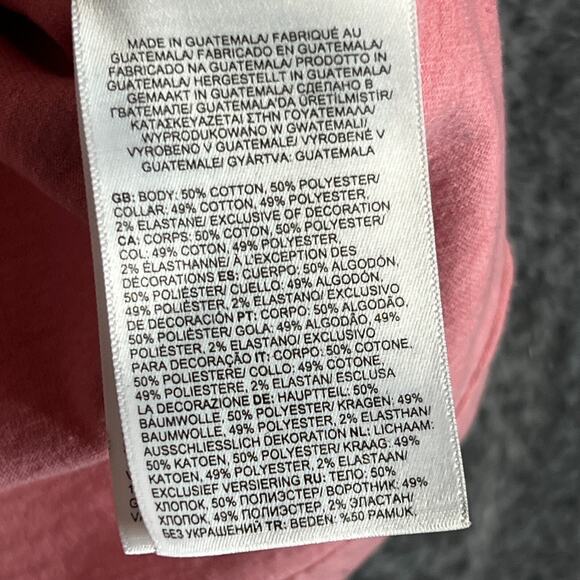 MADE IN GUATEMALA/ FABRIQUÉ AU
GUATEMALA/ FABRICADO EN GUATEMALA/
FABRICADO NA GUATEMALA/ PRODOTTO IN
GUATEMALA/ HERGESTELLT IN GUATEMALA/
GEMAAKT IN GUATEMALA/ СДЕЛАНО В
ГВАТЕМАЛЕ/ GUATEMALA'DA ÜRETİLMİŞTİR/
ΚΑΤΑΣΚΕΥΑΖΕΤΑΙ ΣΤΗΝ ΓΟΥΑΤΕΜΑΛΑ/
WYPRODUKOWANO W GWATEMALI/
VYROBENO V GUATEMALE/ VYROBENÉ V
GUATEMALE/ GYÁRTVA: GUATEMALA
GB: BODY: 50% COTTON, 50% POLYESTER/
COLLAR: 49% COTTON, 49% POLYESTER,
2% ELASTANE/ EXCLUSIVE OF DECORATION
CA: CORPS: 50% COTON, 50% POLYESTER/
COL: 49% COTON, 49% POLYESTER,
2% ÉLASTHANNE/ À L'EXCEPTION DES
DÉCORATIONS ES: CUERPO: 50% ALGODÓN,
50% POLIÉSTER/ CUELLO: 49% ALGODÓN,
49% POLIÉSTER, 2% ELASTANO/ EXCLUSIVO
DE DECORACIÓN PT: CORPO: 50% ALGODÃO,
50% POLIÉSTER/ GOLA: 49% ALGODÃO, 49%
POLIÉSTER, 2% ELASTANO/ EXCLUSIVO
PARA DECORAÇÃO IT: CORPO: 50% COTONE,
50% POLIESTERE/ COLLO: 49% COTONE,
49% POLIESTERE, 2% ELASTAN/ ESCLUSA
LA DECORAZIONE DE: HAUPTTEIL: 50%
BAUMWOLLE, 50% POLYESTER/ KRAGEN: 49%
BAUMWOLLE, 49% POLYESTER, 2% ELASTHAN/
AUSSCHLIESSLICH DEKORATION NL: LICHAAM:
50% KATOEN, 50% POLYESTER/ KRAAG: 49%
KATOEN, 49% POLYESTER, 2% ELASTAAN/
EXCLUSIEF VERSIERING RU: ТЕЛО: 50%
ХЛОПОК, 50% ПОЛИЭСТЕР/ ВОРОТНИК: 49%
ХЛОПОК, 49% ПОЛИЭСТЕР, 2% ЭЛАСТАН/
БЕЗ УКРАШЕНИЙ TR: BEDEN: %50 PAMUK,